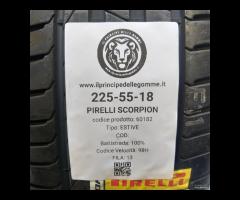 www.ilprincipedellegomme.it
225-55-18
PIRELLI SCORPION
codice prodotto: 60182
Tipo: ESTIVE
COD:
Battistrada: 100%
Codice Velocità: 98H
FILA: 13
PIRELLI